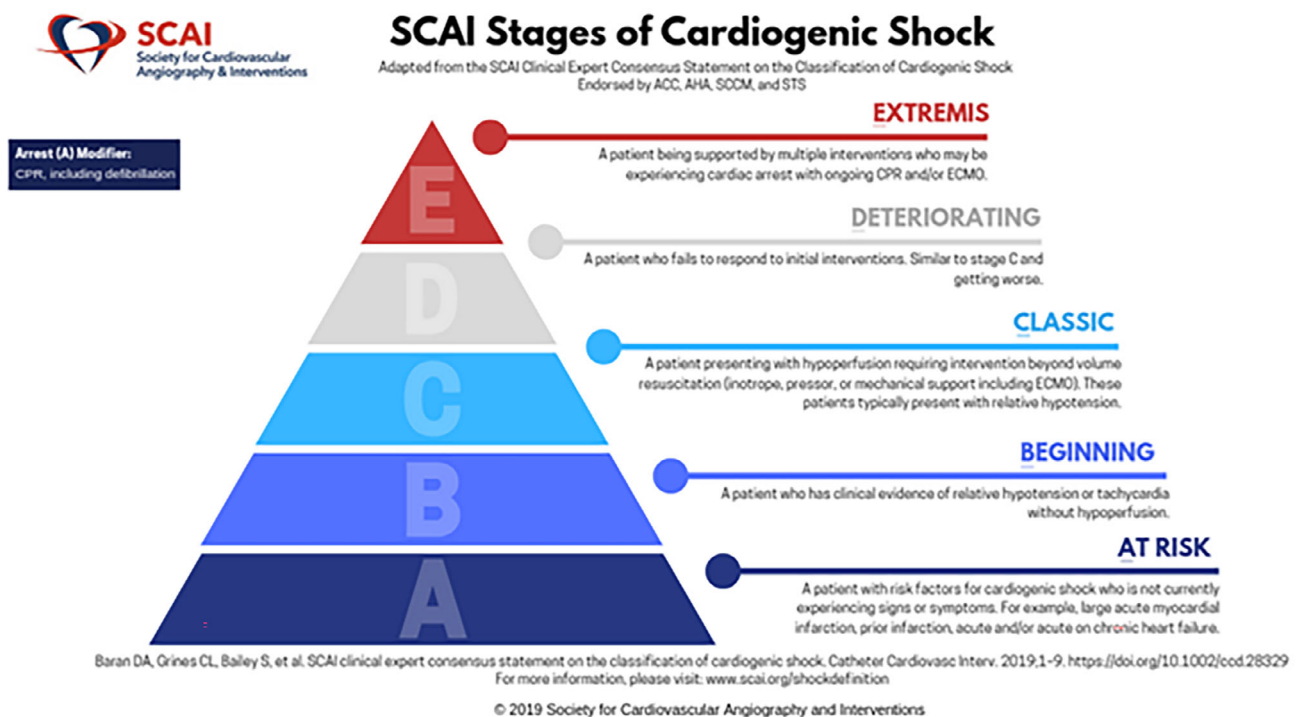 SCAI
Society for Cardiovascular
Angiography & Interventions
SCAI Stages of Cardiogenic Shock
Adapted from the SCAI Clinical Expert Consensus Statement on the Classification of Cardiogenic Shock
Endorsed by ACC, AHA, SCCM, and STS
Arrest (A) Modifier:
CPR, including defibrillation
E
EXTREMIS
A patient being supported by multiple interventions who may be
experiencing cardiac arrest with ongoing CPR and/or ECMO.
D
DETERIORATING
A patient who fails to respond to initial interventions. Similar to stage C and
getting worse.
C
CLASSIC
A patient presenting with hypoperfusion requiring intervention beyond volume
resuscitation (inotrope, pressor, or mechanical support including ECMO). These
patients typically present with relative hypotension.
B
BEGINNING
A patient who has clinical evidence of relative hypotension or tachycardia
without hypoperfusion.
A
AT RISK
A patient with risk factors for cardiogenic shock who is not currently
experiencing signs or symptoms. For example, large acute myocardial
infarction, prior infarction, acute and/or acute on chronic heart failure.
Baran DA, Grines CL, Bailey S, et al. SCAI clinical expert consensus statement on the classification of cardiogenic shock. Catheter Cardiovasc Interv. 2019;1-9. https://doi.org/10.1002/ccd.28329
For more information, please visit: www.scai.org/shockdefinition
© 2019 Society for Cardiovascular Angiography and Interventions